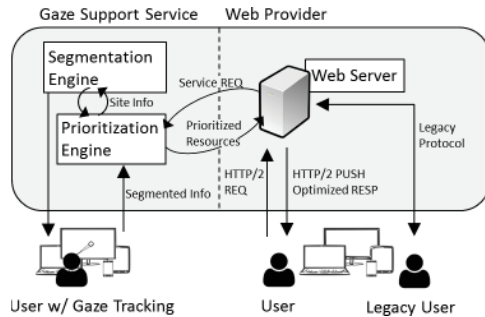 Gaze Support Service
Web Provider
Segmentation
Engine
Site Info
Prioritization
Engine
Service REQ
Prioritized
Resources
Web Server
Legacy
Protocol
Segmented Info
HTTP/2
REQ
HTTP/2 PUSH
Optimized RESP
User w/ Gaze Tracking
User
Legacy User